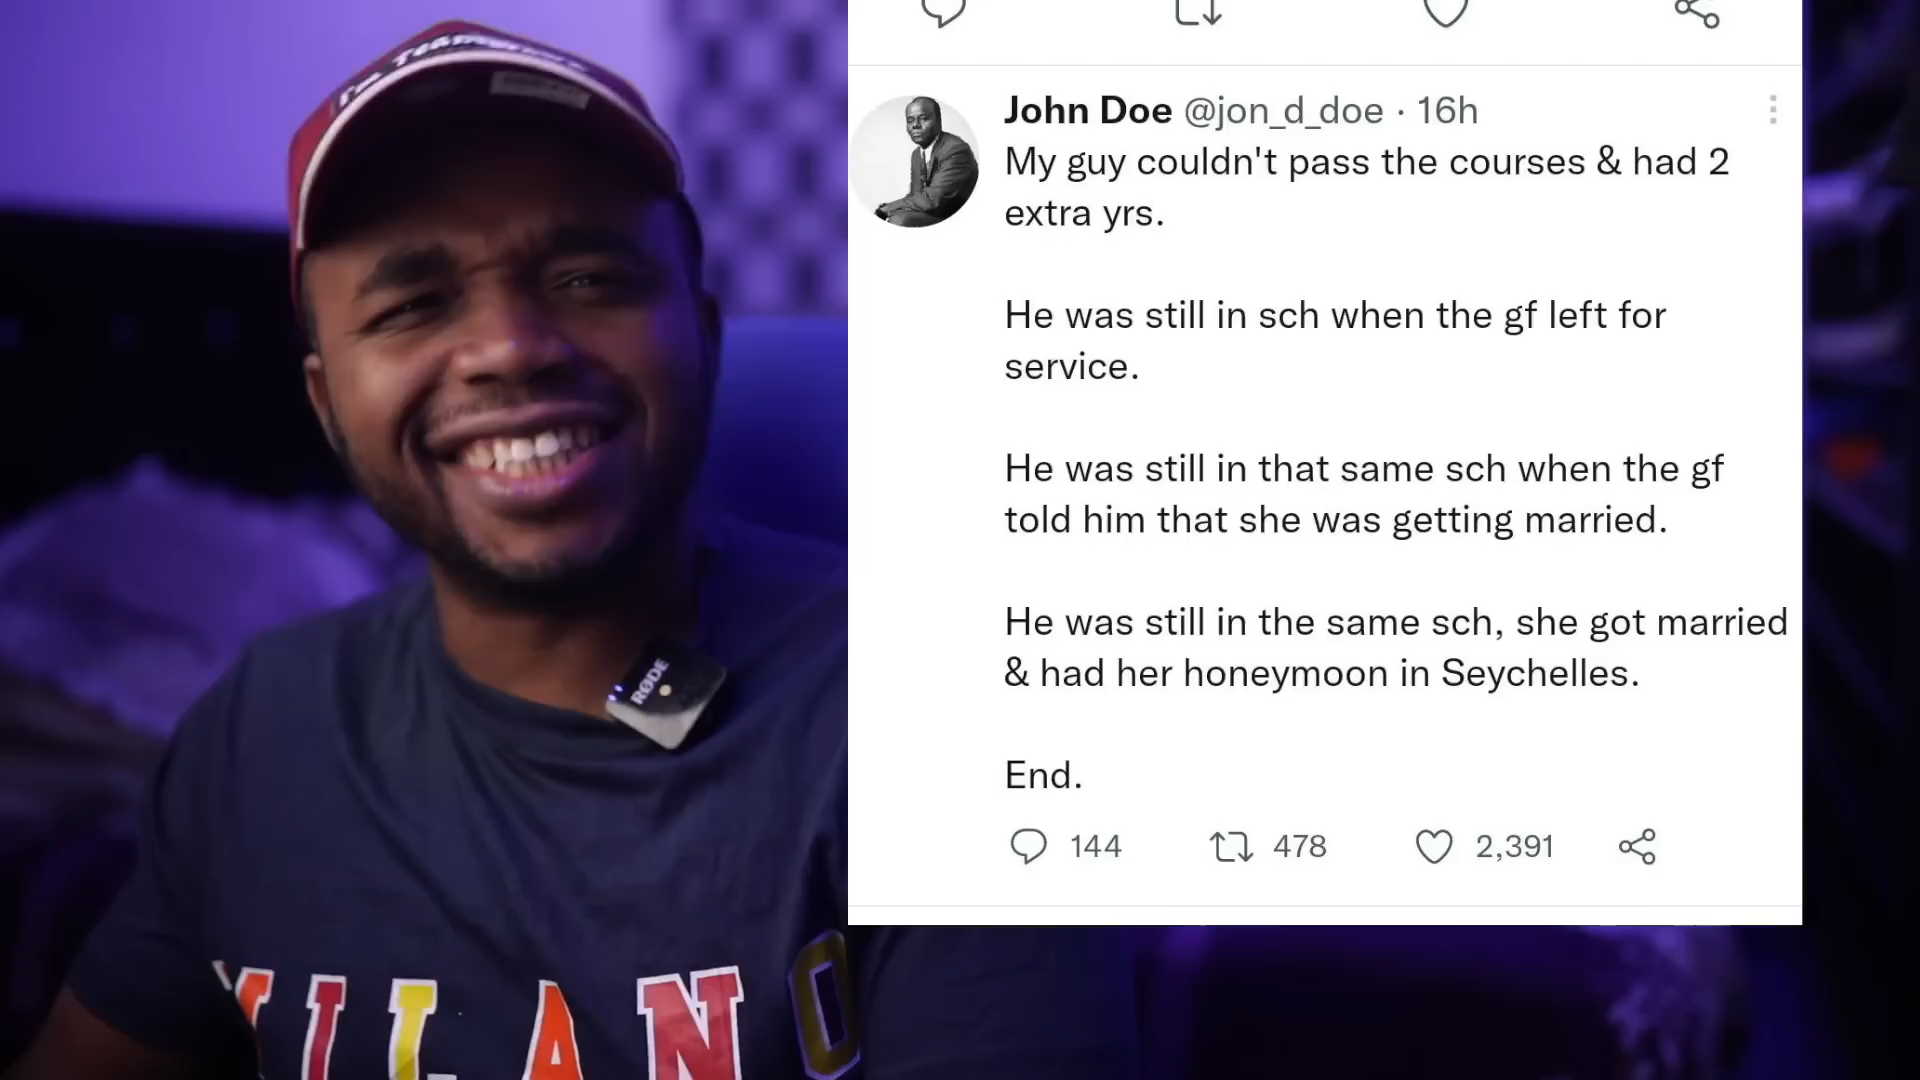 I'm Team
John Doe @jon_d_doe · 16h
My guy couldn't pass the courses & had 2
extra yrs.
He was still in sch when the gf left for
service.
He was still in that same sch when the gf
told him that she was getting married.
He was still in the same sch, she got married
& had her honeymoon in Seychelles.
End.
144 478 2,391
RØDE
MILANO